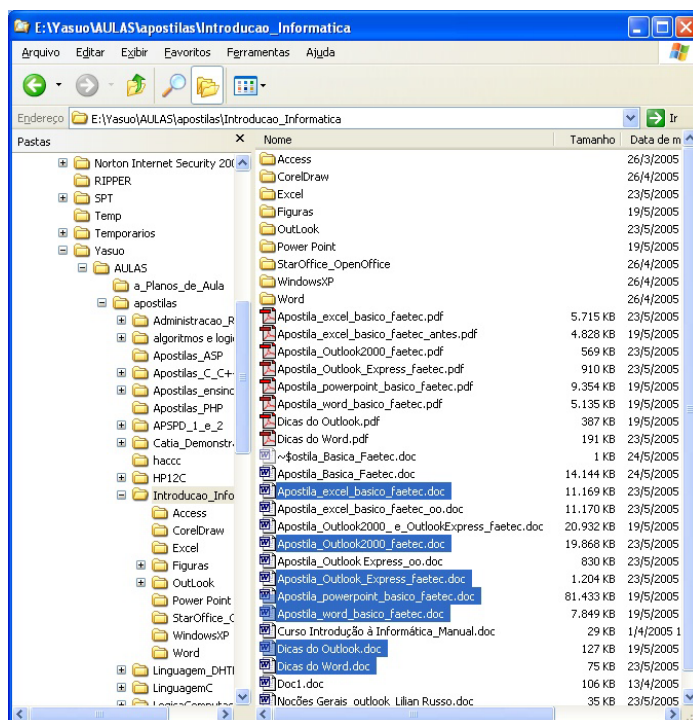 E:\Yasuo\AULAS\apostilas\Introducao_Informatica
Arquivo Editar Exibir Favoritos Ferramentas Ajuda
Endereço E:\Yasuo\AULAS\apostilas\Introducao_Informatica Ir
Pastas
Norton Internet Security 200
RIPPER
SPT
Temp
Temporarios
Yasuo
AULAS
a_Planos_de_Aula
apostilas
Administracao_R
algoritmos e logi
Apostilas_ASP
Apostilas_C_C+
Apostilas_ensino
Apostilas_PHP
APSPD_1_e_2
Catia_Demonstr
haccc
HP12C
Introducao_Info
Access
CorelDraw
Excel
Figuras
OutLook
Power Point
StarOffice_O
WindowsXP
Word
Linguagem_DHT
LinguagemC
LogicaComputac
Nome Tamanho Data de m
Access 26/3/2005
CorelDraw 26/4/2005
Excel 23/5/2005
Figuras 19/5/2005
OutLook 23/5/2005
Power Point 19/5/2005
StarOffice_OpenOffice 26/4/2005
WindowsXP 26/4/2005
Word 26/4/2005
Apostila_excel_basico_faetec.pdf 5.715 KB 23/5/2005
Apostila_excel_basico_faetec_antes.pdf 4.828 KB 19/5/2005
Apostila_Outlook2000_faetec.pdf 569 KB 23/5/2005
Apostila_Outlook_Express_faetec.pdf 910 KB 23/5/2005
Apostila_powerpoint_basico_faetec.pdf 9.354 KB 19/5/2005
Apostila_word_basico_faetec.pdf 5.135 KB 19/5/2005
Dicas do Outlook.pdf 387 KB 19/5/2005
Dicas do Word.pdf 191 KB 23/5/2005
~$ostila_Basica_Faetec.doc 1 KB 24/5/2005
Apostila_Basica_Faetec.doc 14.144 KB 24/5/2005
Apostila_excel_basico_faetec.doc 11.169 KB 23/5/2005
Apostila_excel_basico_faetec_oo.doc 11.170 KB 23/5/2005
Apostila_Outlook2000_ e_OutlookExpress_faetec.doc 20.932 KB 19/5/2005
Apostila_Outlook2000_faetec.doc 19.868 KB 23/5/2005
Apostila_Outlook Express_oo.doc 830 KB 23/5/2005
Apostila_Outlook_Express_faetec.doc 1.204 KB 23/5/2005
Apostila_powerpoint_basico_faetec.doc 81.433 KB 19/5/2005
Apostila_word_basico_faetec.doc 7.849 KB 19/5/2005
Curso Introdução à Informática_Manual.doc 29 KB 1/4/2005 1
Dicas do Outlook.doc 127 KB 19/5/2005
Dicas do Word.doc 75 KB 23/5/2005
Doc1.doc 106 KB 13/4/2005
Noções Gerais outlook Lilian Russo.doc 35 KB 23/5/2005